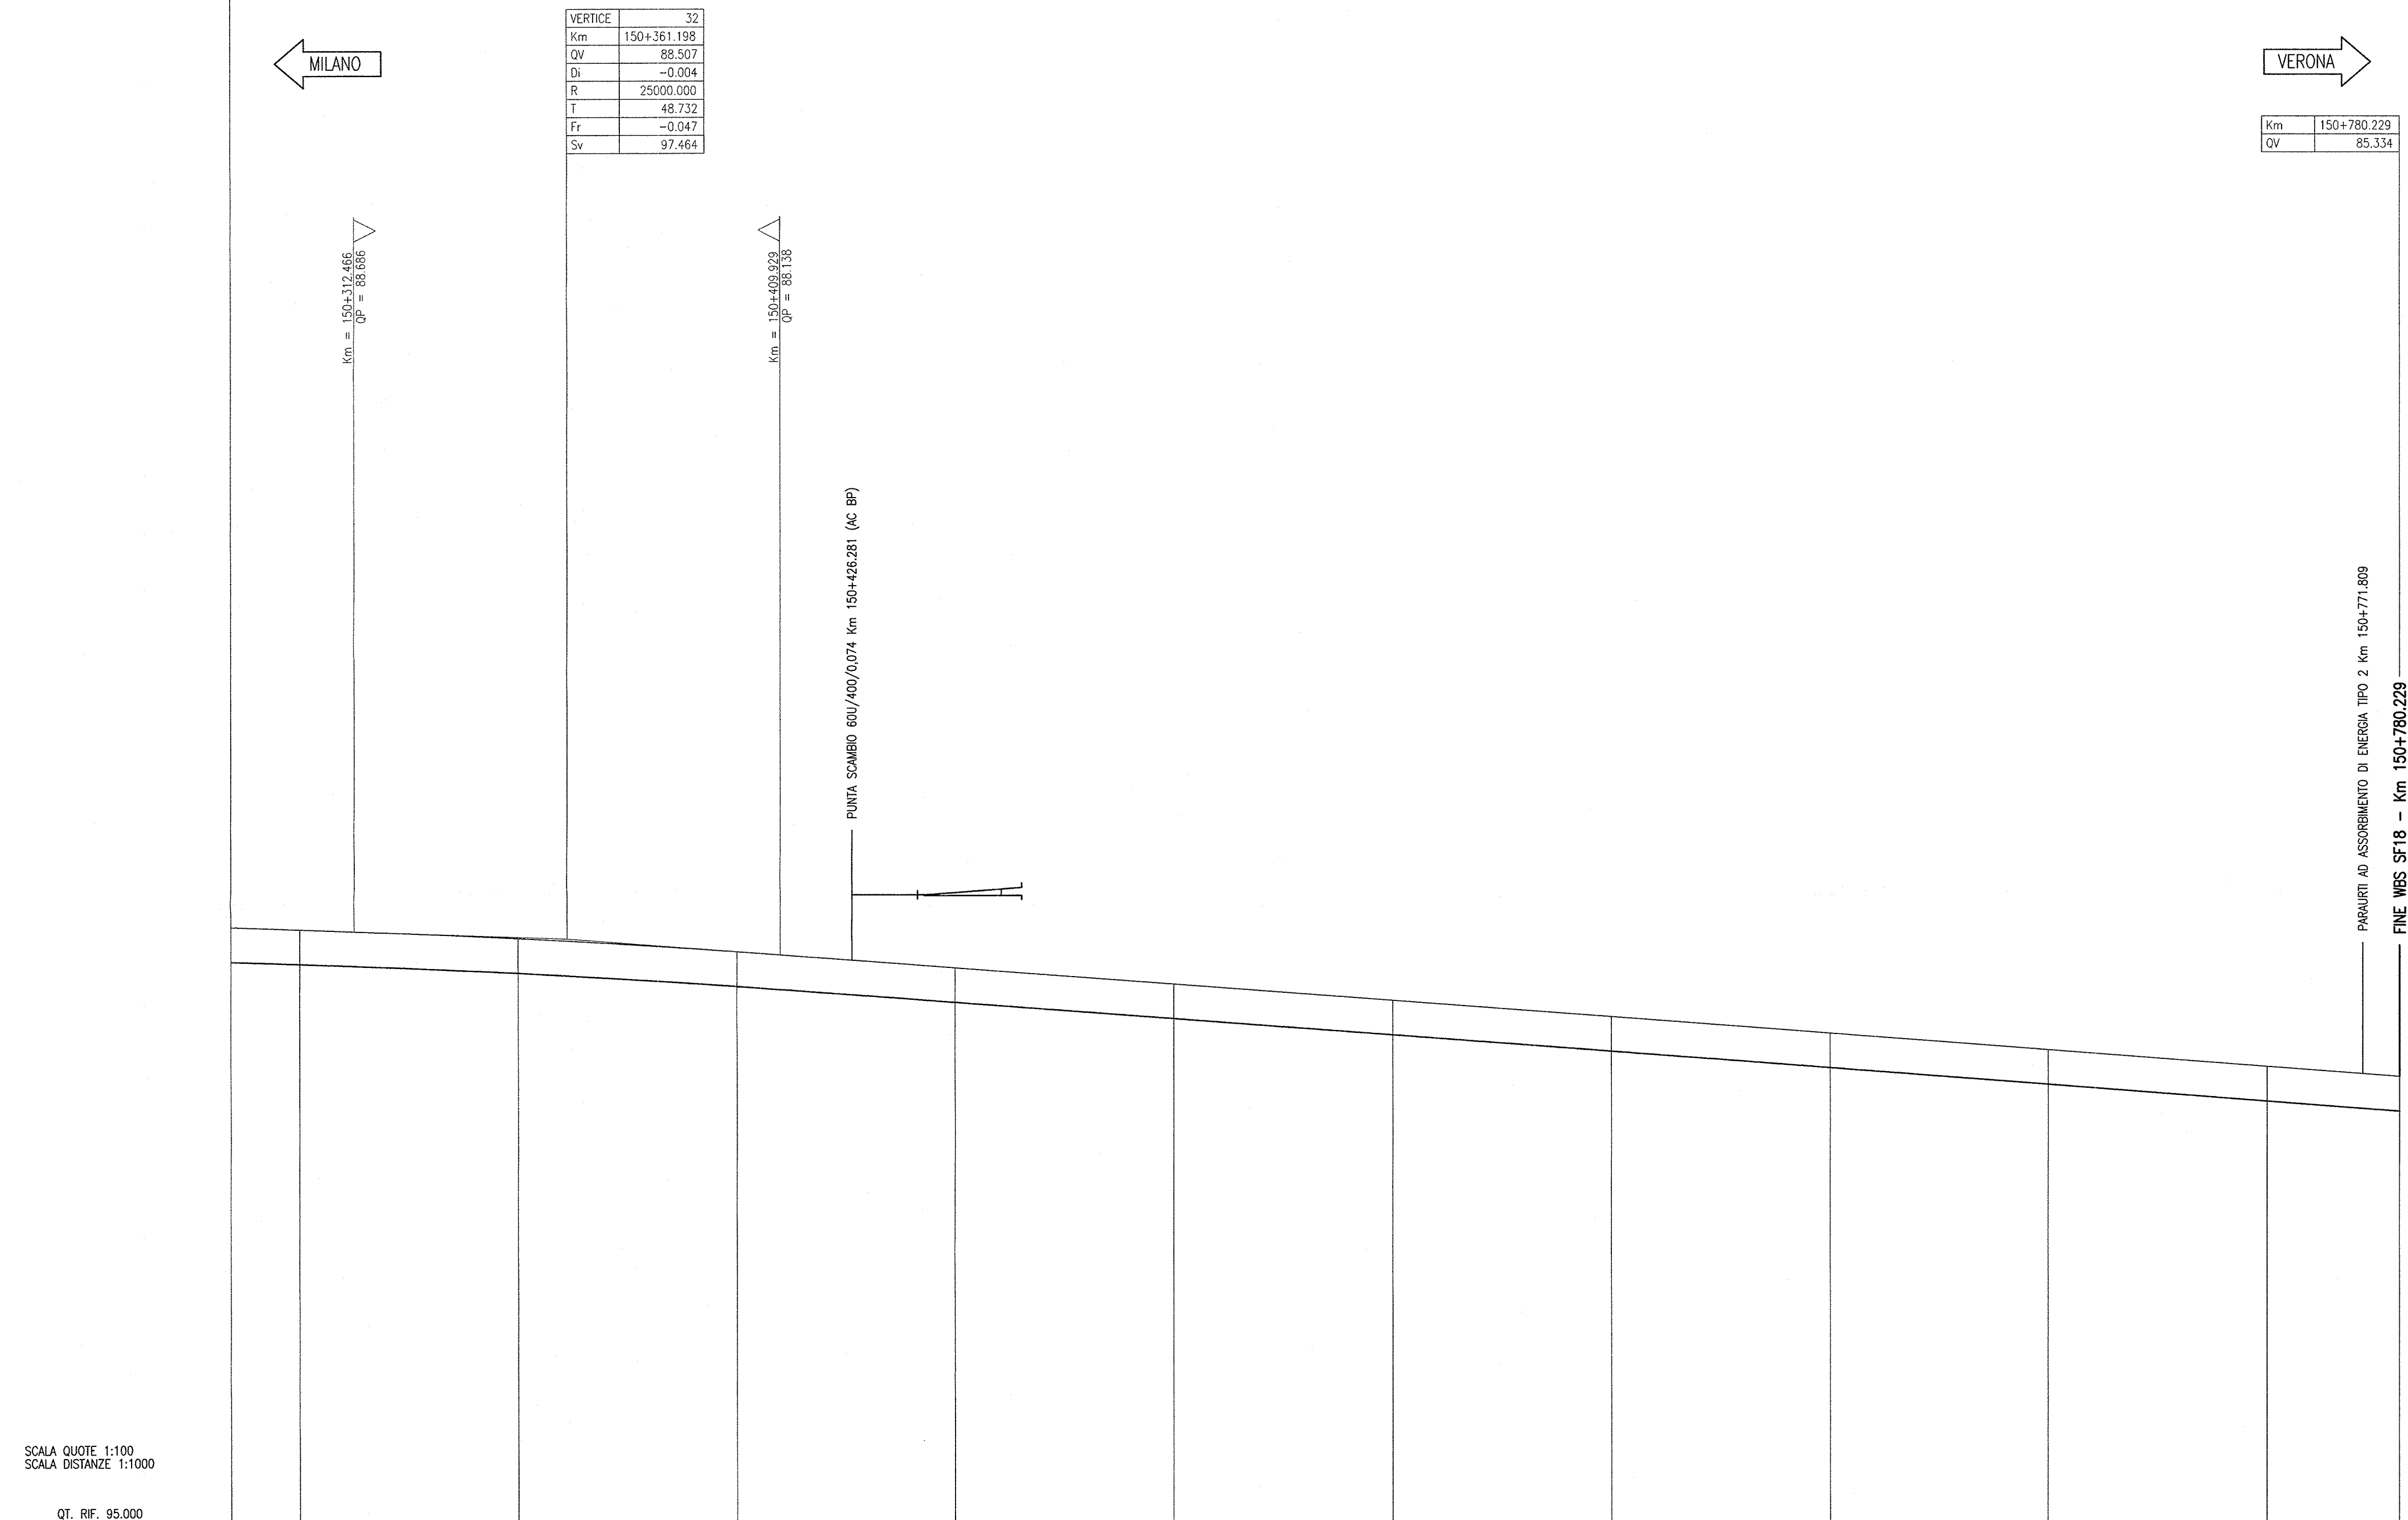 MILANO
VERTICE 32
Km 150+361.198
QV 88.507
Di -0.004
R 25000.000
T 48.732
Fr -0.047
Sv 97.464
VERONA
Km 150+780.229
QV 85.334
Km = 150+312.466
QP = 88.686
Km = 150+409.929
QP = 88.138
PUNTA SCAMBIO 60U/400/0,074 Km 150+426.281 (AC BP)
PARAURTI AD ASSORBIMENTO DI ENERGIA TIPO 2 Km 150+771.809
FINE WBS SF18 - Km 150+780.229
SCALA QUOTE 1:100
SCALA DISTANZE 1:1000
QT. RIF. 95.000